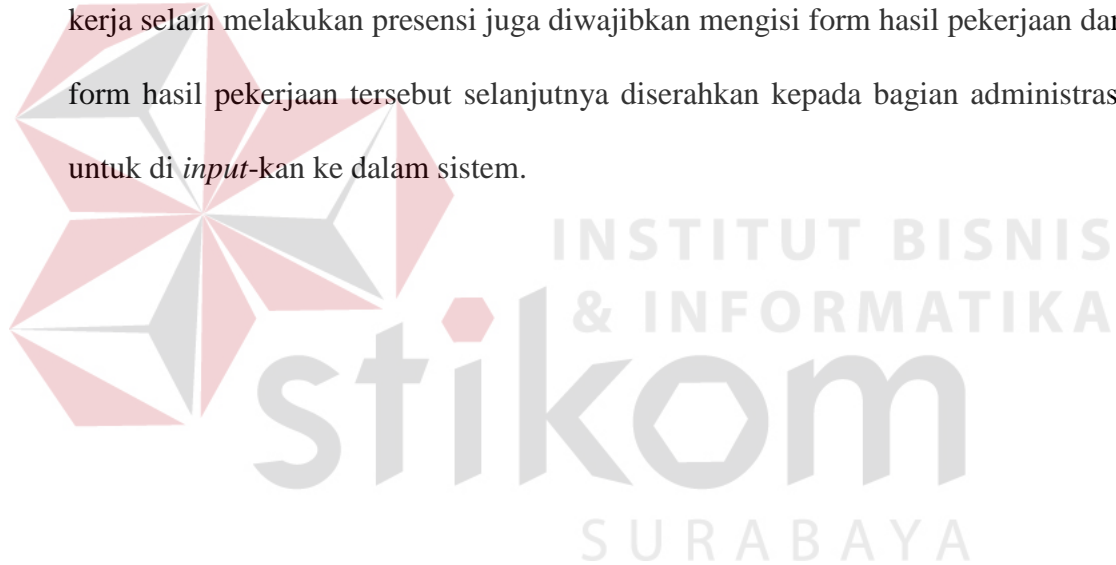 kerja selain melakukan presensi juga diwajibkan mengisi form hasil pekerjaan dan
form hasil pekerjaan tersebut selanjutnya diserahkan kepada bagian administras
untuk di input-kan ke dalam sistem.
INSTITUT BISNIS
& INFORMATIKA
stikom
SURABAYA